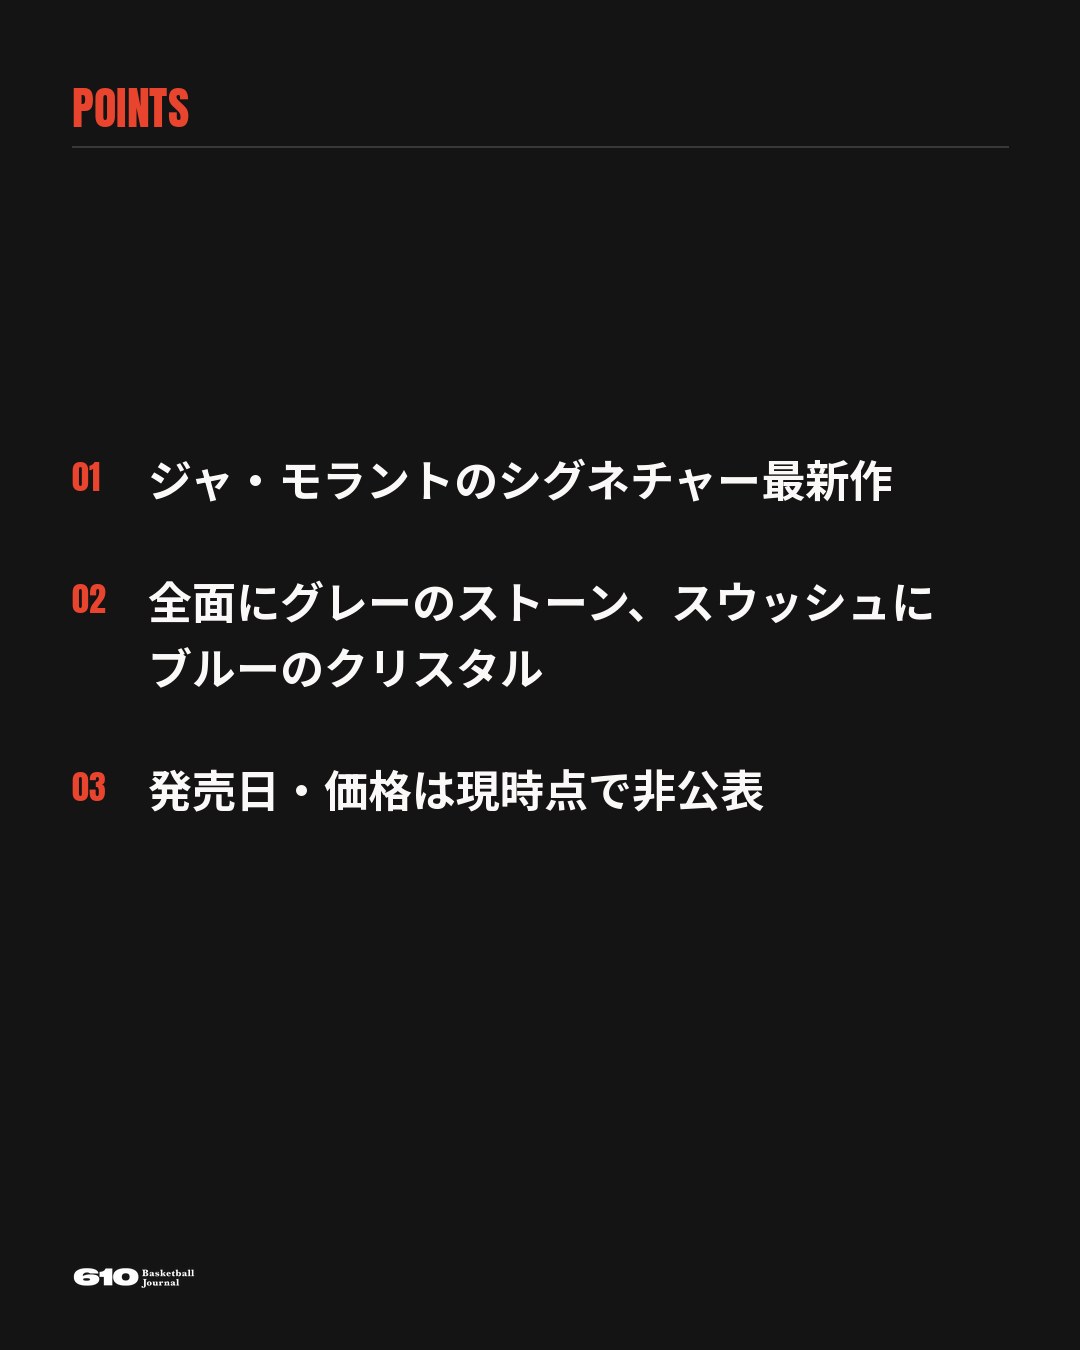 POINTS
01 ジャ・モラントのシグネチャー最新作
02 全面にグレーのストーン、スウッシュに
ブルーのクリスタル
03 発売日・価格は現時点で非公表
610 Basketball
Journal